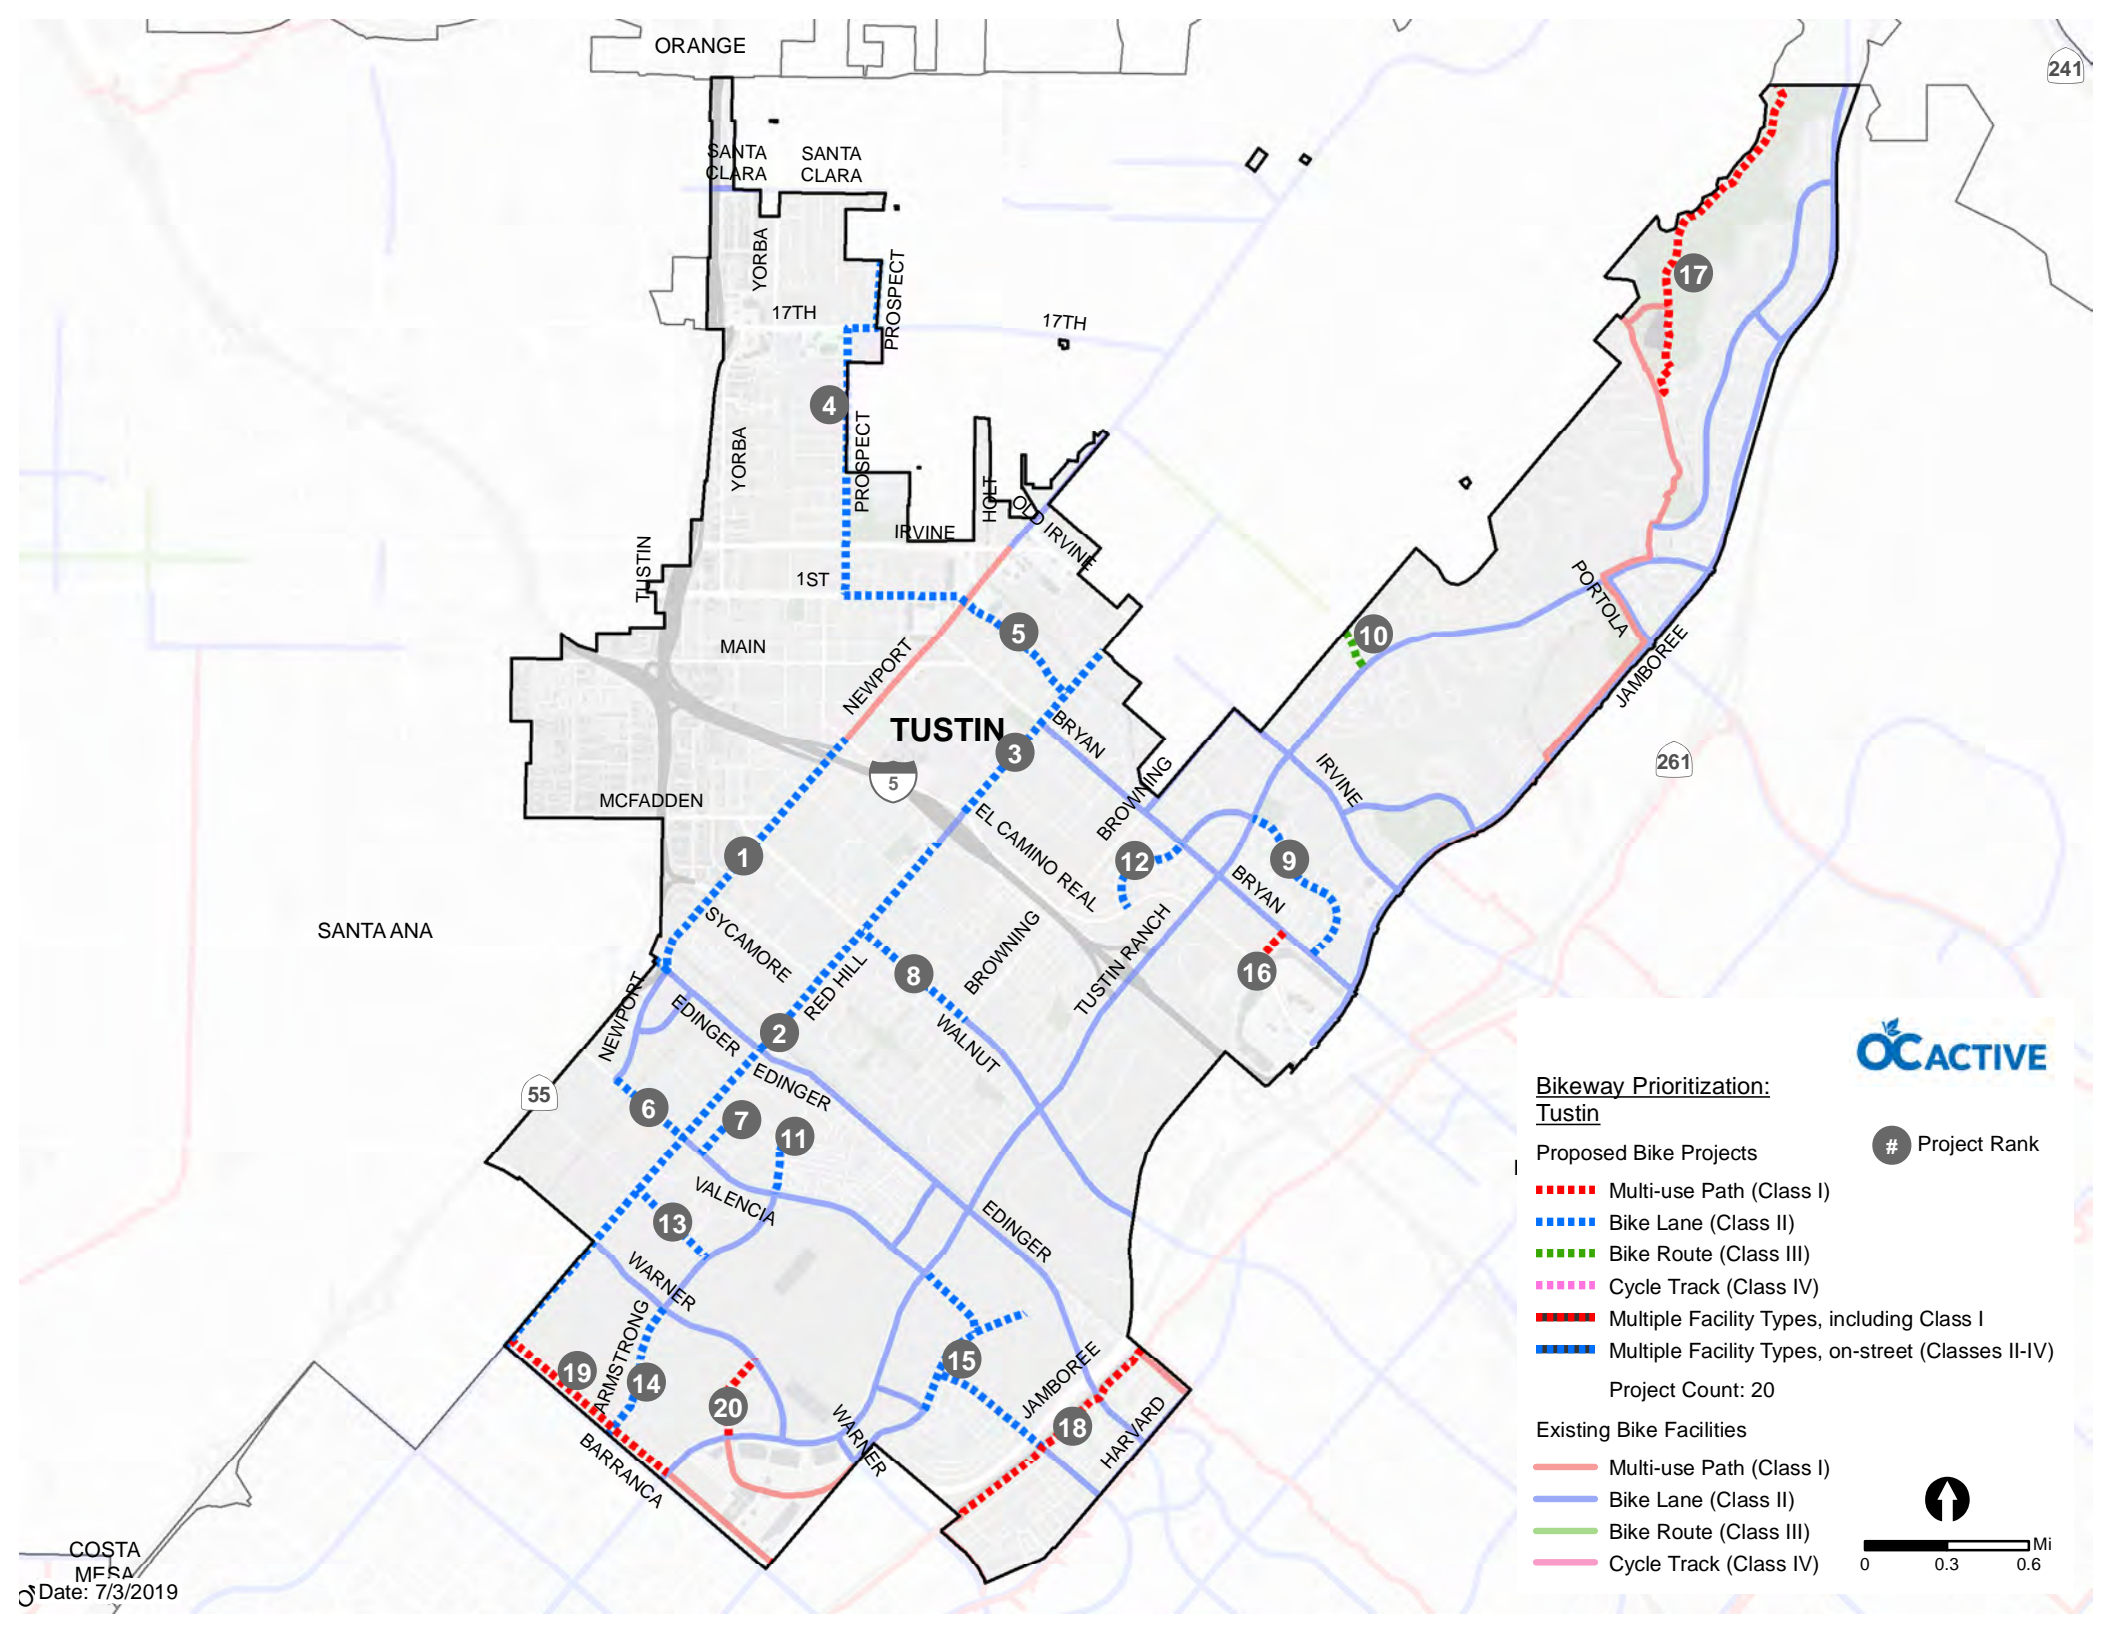 ORANGE
241
SANTA
CLARA
SANTA
CLARA
YORBA
PROSPECT
17TH
17TH
17
4
YORBA
PROSPECT
HOLT
OLD IRVINE
IRVINE
TUSTIN
1ST
PORTOLA
5
10
MAIN
NEWPORT
JAMBOREE
TUSTIN
BRYAN
3
261
5
IRVINE
BROWNING
MCFADDEN
EL CAMINO REAL
1
12
9
BRYAN
SYCAMORE
SANTA ANA
BROWNING
TUSTIN RANCH
8
16
RED HILL
NEWPORT
EDINGER
2
WALNUT
EDINGER
55
6
7
11
VALENCIA
13
EDINGER
WARNER
ARMSTRONG
15
JAMBOREE
19
14
20
WARNER
18
HARVARD
BARRANCA
COSTA
MESA
Date: 7/3/2019
OC ACTIVE
Bikeway Prioritization:
Tustin
# Project Rank
Proposed Bike Projects
Multi-use Path (Class I)
Bike Lane (Class II)
Bike Route (Class III)
Cycle Track (Class IV)
Multiple Facility Types, including Class I
Multiple Facility Types, on-street (Classes II-IV)
Project Count: 20
Existing Bike Facilities
Multi-use Path (Class I)
Bike Lane (Class II)
Bike Route (Class III)
Cycle Track (Class IV)
Mi
0 0.3 0.6